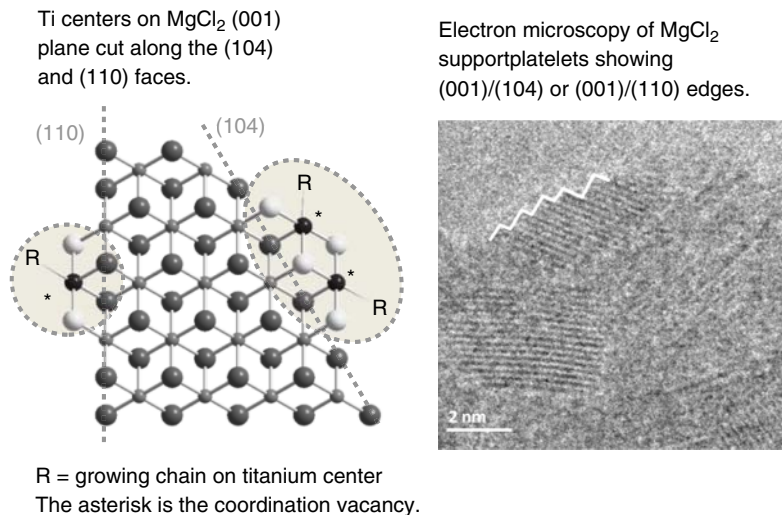 Ti centers on MgCl₂ (001)
plane cut along the (104)
and (110) faces.
Electron microscopy of MgCl₂
supportplatelets showing
(001)/(104) or (001)/(110) edges.
(110)
(104)
R
*
R
*
*
R
2 nm
R = growing chain on titanium center
The asterisk is the coordination vacancy.